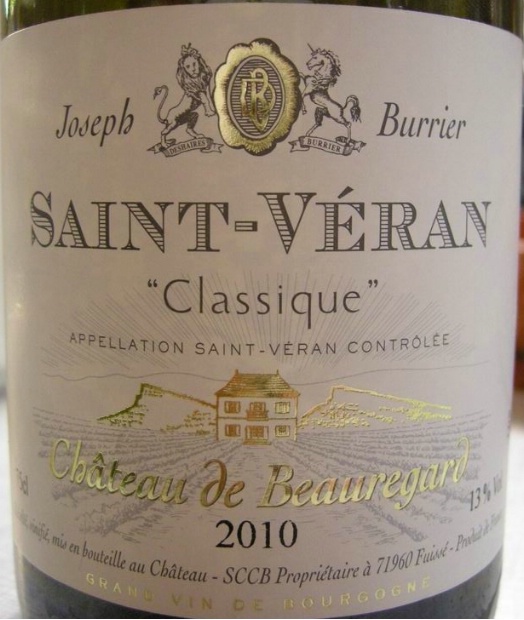 Joseph Burrier
DESHAIRES BURRIER
SAINT-VÉRAN
"Classique"
APPELLATION SAINT-VÉRAN CONTRÔLÉE
Château de Beauregard
13 % Vol
2010
mis en bouteille au Château - SCCB Propriétaire à 71960 Fuissé - Produit de
GRAND VIN DE BOURGOGNE